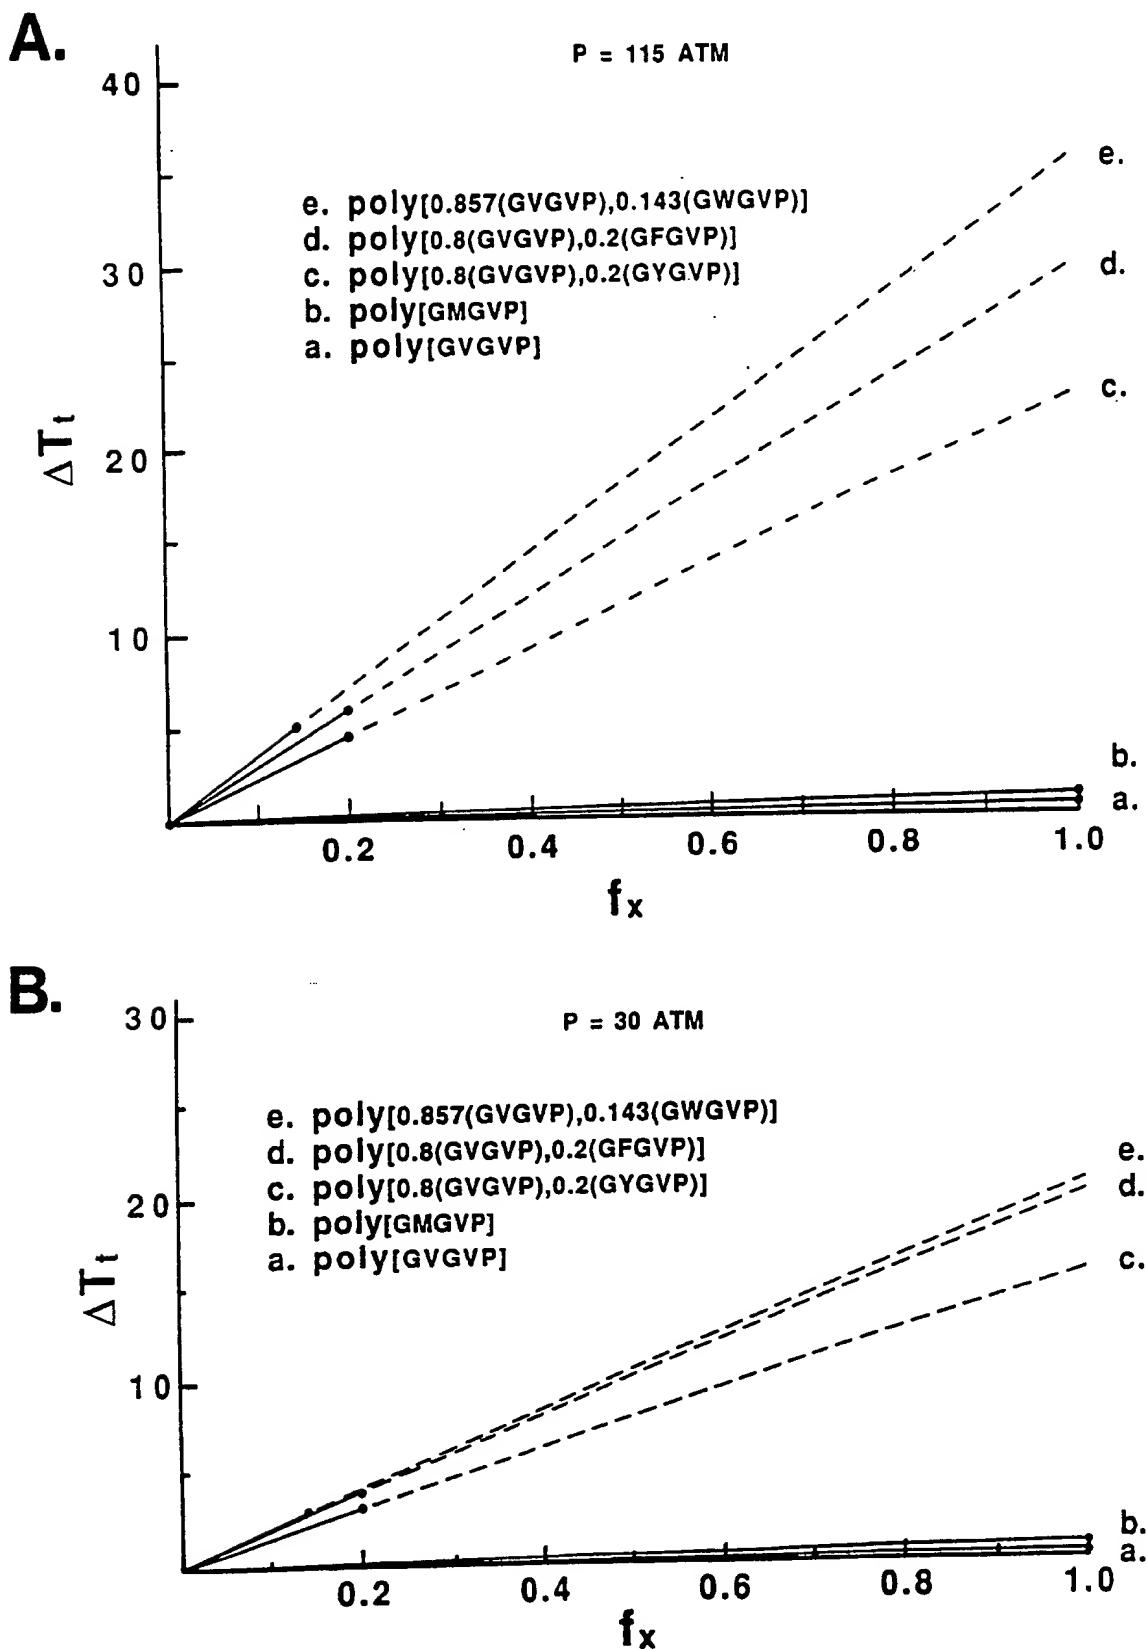 A.
P = 115 ATM
40
30
20
10
ΔTt
e. poly[0.857(GVGVP),0.143(GWGVP)]
d. poly[0.8(GVGVP),0.2(GFGVP)]
c. poly[0.8(GVGVP),0.2(GYGVP)]
b. poly[GMGVP]
a. poly[GVGVP]
e.
d.
c.
b.
a.
0.2 0.4 0.6 0.8 1.0
fx
B.
P = 30 ATM
30
20
10
ΔTt
e. poly[0.857(GVGVP),0.143(GWGVP)]
d. poly[0.8(GVGVP),0.2(GFGVP)]
c. poly[0.8(GVGVP),0.2(GYGVP)]
b. poly[GMGVP]
a. poly[GVGVP]
e.
d.
c.
b.
a.
0.2 0.4 0.6 0.8 1.0
fx